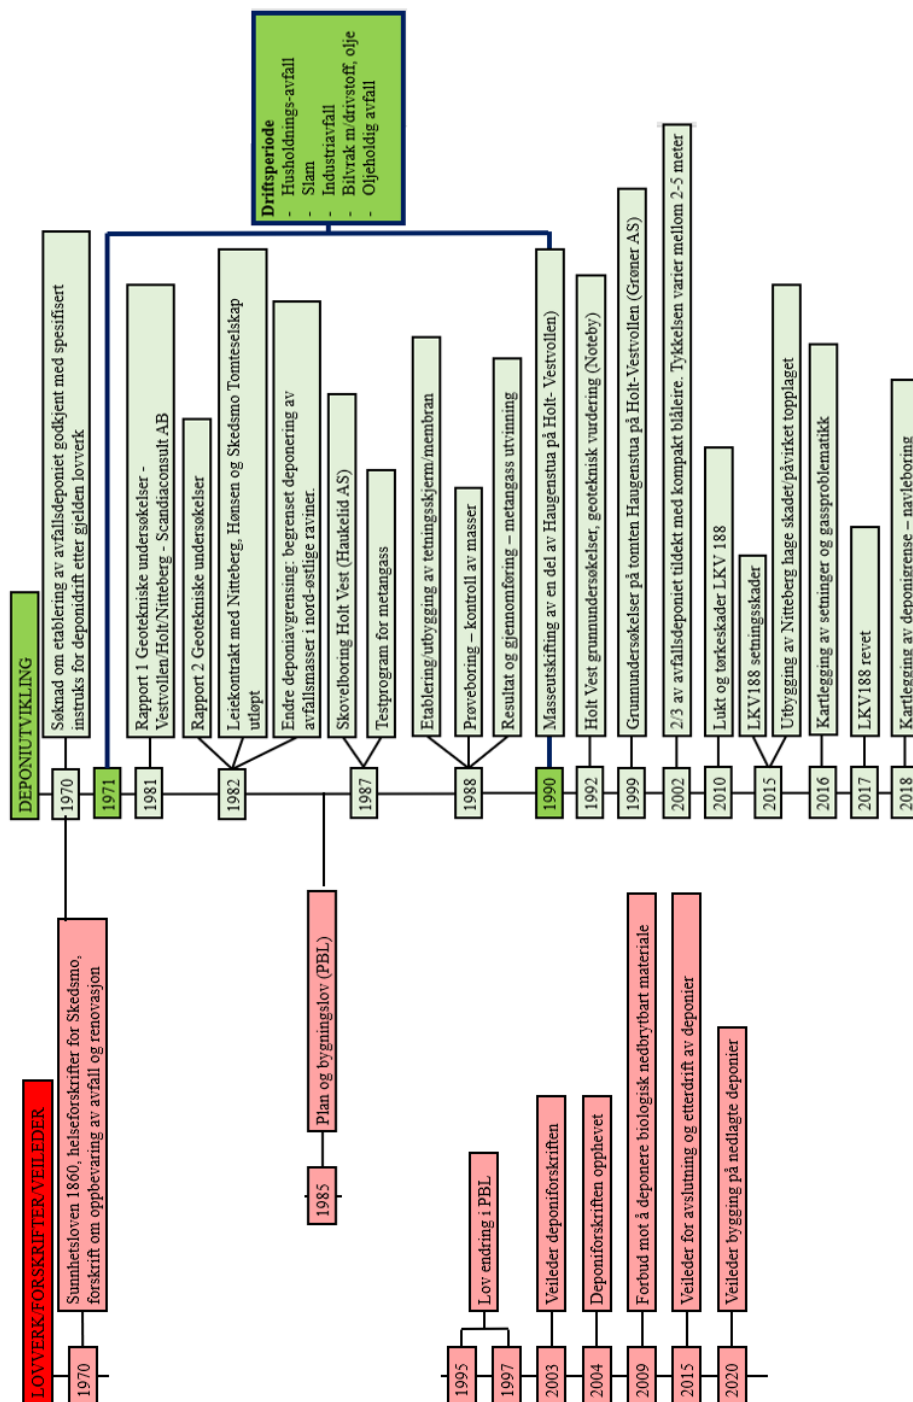 LOVVERK/FORSKRIFTER/VEILEDER
1970
Sunnhetsloven 1860, helseforskrifter for Skedsmo,
forskrift om oppbevaring av avfall og renovasjon
1985
Plan og bygningslov (PBL)
1995
1997
Lov endring i PBL
2003
Veileder deponiforskriften
2004
Deponiforskriften opphevet
2009
Forbud mot å deponere biologisk nedbrytbart materiale
2015
Veileder for avslutning og etterdrift av deponier
2020
Veileder bygging på nedlagte deponier
DEPONIUTVIKLING
1970
Søknad om etablering av avfallsdeponiet godkjent med spesifisert
instruks for deponidrift etter gjelden lovverk
1971
1981
Rapport 1 Geotekniske undersøkelser -
Vestvollen/Holt/Nitteberg - Scandiaconsult AB
1982
Rapport 2 Geotekniske undersøkelser
Leiekontrakt med Nitteberg, Hønsen og Skedsmo Tomteselskap
utløpt
Endre deponiavgrensing: begrenset deponering av
avfallsmasser i nord-østlige raviner.
1987
Skovelboring Holt Vest (Haukelid AS)
Testprogram for metangass
1988
Etablering/utbygging av tetningsskjerm/membran
Prøveboring – kontroll av masser
Resultat og gjennomføring – metangass utvinning
1990
Masseutskifting av en del av Haugenstua på Holt- Vestvollen)
1992
Holt Vest grunnundersøkelser, geoteknisk vurdering (Noteby)
1999
Grunnundersøkelser på tomten Haugenstua på Holt-Vestvollen (Grøner AS)
2002
2/3 av avfallsdeponiet tildekt med kompakt blåleire. Tykkelsen varier mellom 2-5 meter
2010
Lukt og tørkeskader LKV 188
2015
LKV188 setningsskader
Utbygging av Nitteberg hage skadet/påvirket topplaget
2016
Kartlegging av setninger og gassproblematikk
2017
LKV188 revet
2018
Kartlegging av deponigrense – navleboring
Driftsperiode
- Husholdnings-avfall
- Slam
- Industriavfall
- Bilvrak m/drivstoff, olje
- Oljeholdig avfall